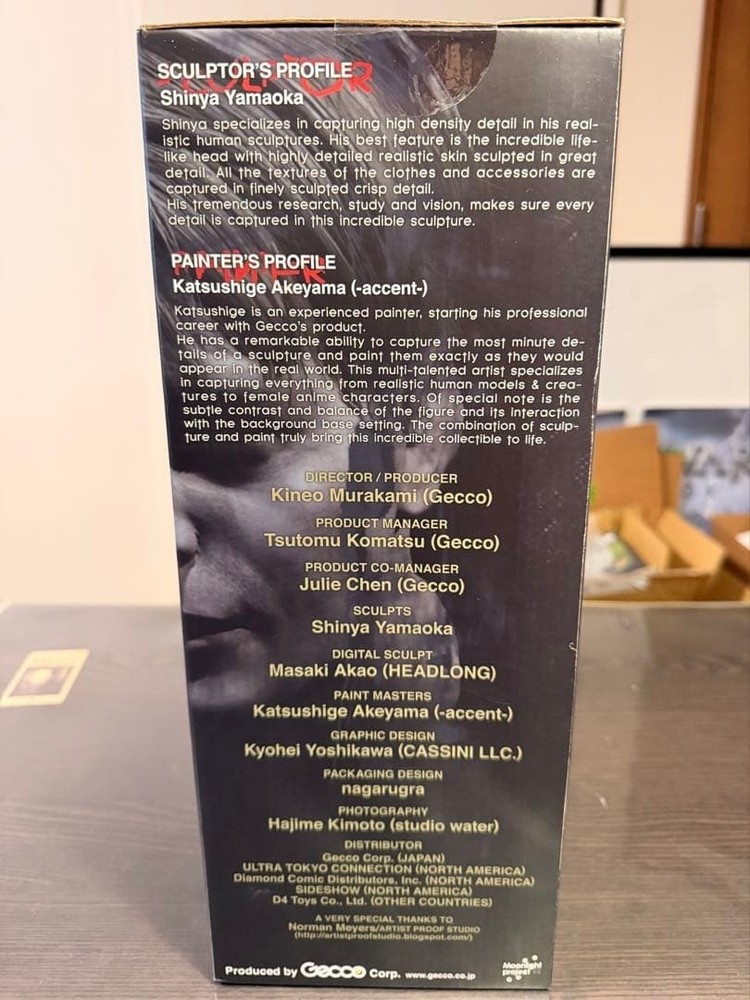 SCULPTOR'S PROFILE
Shinya Yamaoka
Shinya specializes in capturing high density detail in his real-
istic human sculptures. His best feature is the incredible life-
like head with highly detailed realistic skin sculpted in great
detail. All the textures of the clothes and accessories are
captured in finely sculpted crisp detail.
His tremendous research, study and vision, makes sure every
detail is captured in this incredible sculpture.
PAINTER'S PROFILE
Katsushige Akeyama (-accent-)
Katsushige is an experienced painter, starting his professional
career with Gecco's product.
He has a remarkable ability to capture the most minute de-
tails of a sculpture and paint them exactly as they would
appear in the real world. This multi-talented artist specializes
in capturing everything from realistic human models & crea-
tures to female anime characters. Of special note is the
subtle contrast and balance of the figure and its interaction
with the background base setting. The combination of sculp-
ture and paint truly bring this incredible collectible to life.
DIRECTOR / PRODUCER
Kineo Murakami (Gecco)
PRODUCT MANAGER
Tsutomu Komatsu (Gecco)
PRODUCT CO-MANAGER
Julie Chen (Gecco)
SCULPTS
Shinya Yamaoka
DIGITAL SCULPT
Masaki Akao (HEADLONG)
PAINT MASTERS
Katsushige Akeyama (-accent-)
GRAPHIC DESIGN
Kyohei Yoshikawa (CASSINI LLC.)
PACKAGING DESIGN
nagarugra
PHOTOGRAPHY
Hajime Kimoto (studio water)
DISTRIBUTOR
Gecco Corp. (JAPAN)
ULTRA TOKYO CONNECTION (NORTH AMERICA)
Diamond Comic Distributors, Inc. (NORTH AMERICA)
SIDESHOW (NORTH AMERICA)
D4 Toys Co., Ltd. (OTHER COUNTRIES)
A VERY SPECIAL THANKS TO
Norman Meyers/ARTIST PROOF STUDIO
(http://artistproofstudio.blogspot.com/)
Produced by Gecco Corp. www.gecco.co.jp
Moonlight
project